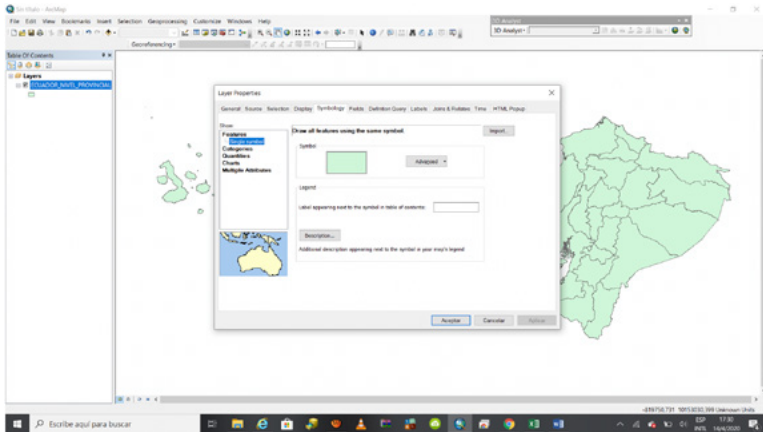 Sin título - ArcMap
File Edit View Bookmarks Insert Selection Geoprocessing Customize Windows Help
3D Analyst
3D Analyst
Georeferencing
Table Of Contents
Layers
ECUADOR_NIVEL_PROVINCIAL
Layer Properties
General Source Selection Display Symbology Fields Definition Query Labels Joins & Relates Time HTML Popup
Show:
Features
Single symbol
Categories
Quantities
Charts
Multiple Attributes
Draw all features using the same symbol.
Import...
Symbol
Advanced
Legend
Label appearing next to the symbol in table of contents:
Description...
Additional description appearing next to the symbol in your map's legend
Aceptar Cancelar Aplicar
Unknown Units
Escribe aquí para buscar
ESP
17:30
14/4/2020